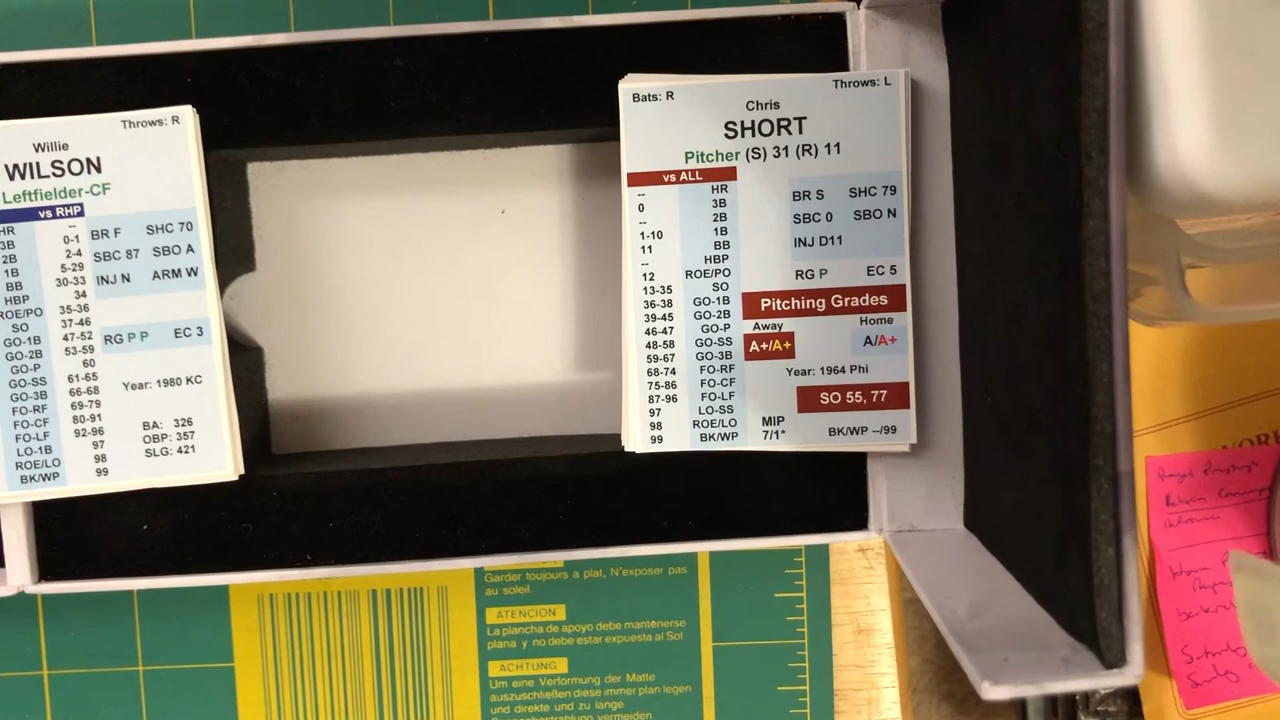 Throws: R
Willie
WILSON
Leftfielder-CF
vs RHP
HR --
3B 0-1
2B 2-4
1B 5-29
BB 30-33
HBP 34
ROE/PO 35-36
SO 37-46
GO-1B 47-52
GO-2B 53-59
GO-P 60
GO-SS 61-65
GO-3B 66-68
FO-RF 69-79
FO-CF 80-91
FO-LF 92-96
LO-1B 97
ROE/LO 98
BK/WP 99
BR F SHC 70
SBC 87 SBO A
INJ N ARM W
RG P P EC 3
Year: 1980 KC
BA: 326
OBP: 357
SLG: 421
Bats: R Throws: L
Chris
SHORT
Pitcher (S) 31 (R) 11
vs ALL
-- HR
0 3B
-- 2B
1-10 1B
11 BB
-- HBP
12 ROE/PO
13-35 SO
36-38 GO-1B
39-45 GO-2B
46-47 GO-P
48-58 GO-SS
59-67 GO-3B
68-74 FO-RF
75-86 FO-CF
87-96 FO-LF
97 LO-SS
98 ROE/LO
99 BK/WP
BR S SHC 79
SBC 0 SBO N
INJ D11
RG P EC 5
Pitching Grades
Away Home
A+/A+ A/A+
Year: 1964 Phi
SO 55, 77
MIP
7/1* BK/WP --/99
Garder toujours a plat, N'exposer pas
au soleil.
ATENCION
La plancha de apoyo debe mantenerse
plana y no debe estar expuesta al Sol
ACHTUNG
Um eine Verformung der Matte
auszuschließen diese immer plan legen
und direkte und zu lange